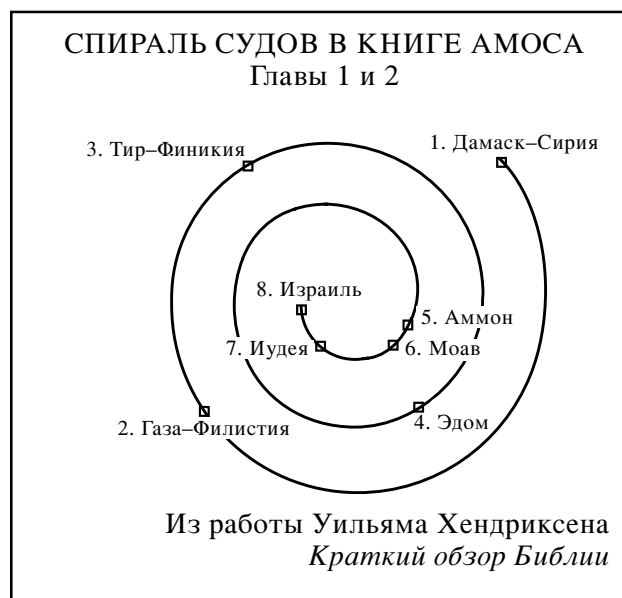 СПИРАЛЬ СУДОВ В КНИГЕ АМОСА
Главы 1 и 2
1. Дамаск–Сирия
3. Тир–Финикия
8. Израиль
5. Аммон
7. Иудея
6. Моав
2. Газа–Филистия
4. Эдом
Из работы Уильяма Хендриксена
Краткий обзор Библии